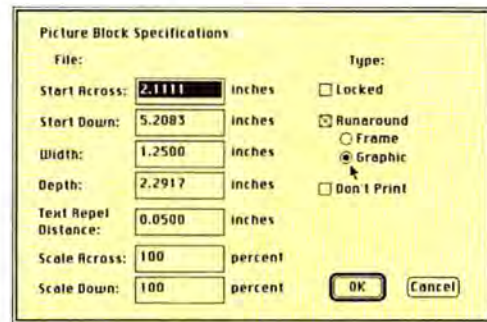 Picture Block Specifications
File:
Type:
Start Across: 2.1111 inches
Locked
Start Down: 5.2083 inches
Runaround
Frame
Width: 1.2500 inches
Graphic
Depth: 2.2917 inches
Don't Print
Text Repel
Distance: 0.0500 inches
Scale Across: 100 percent
Scale Down: 100 percent
OK
Cancel